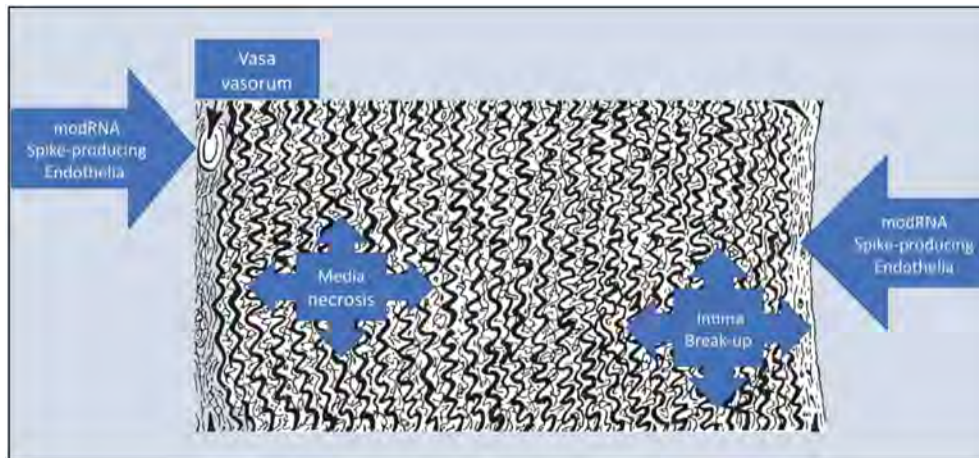 Vasa
vasorum
modRNA
Spike-producing
Endothelia
modRNA
Spike-producing
Endothelia
Media
necrosis
Intima
Break-up